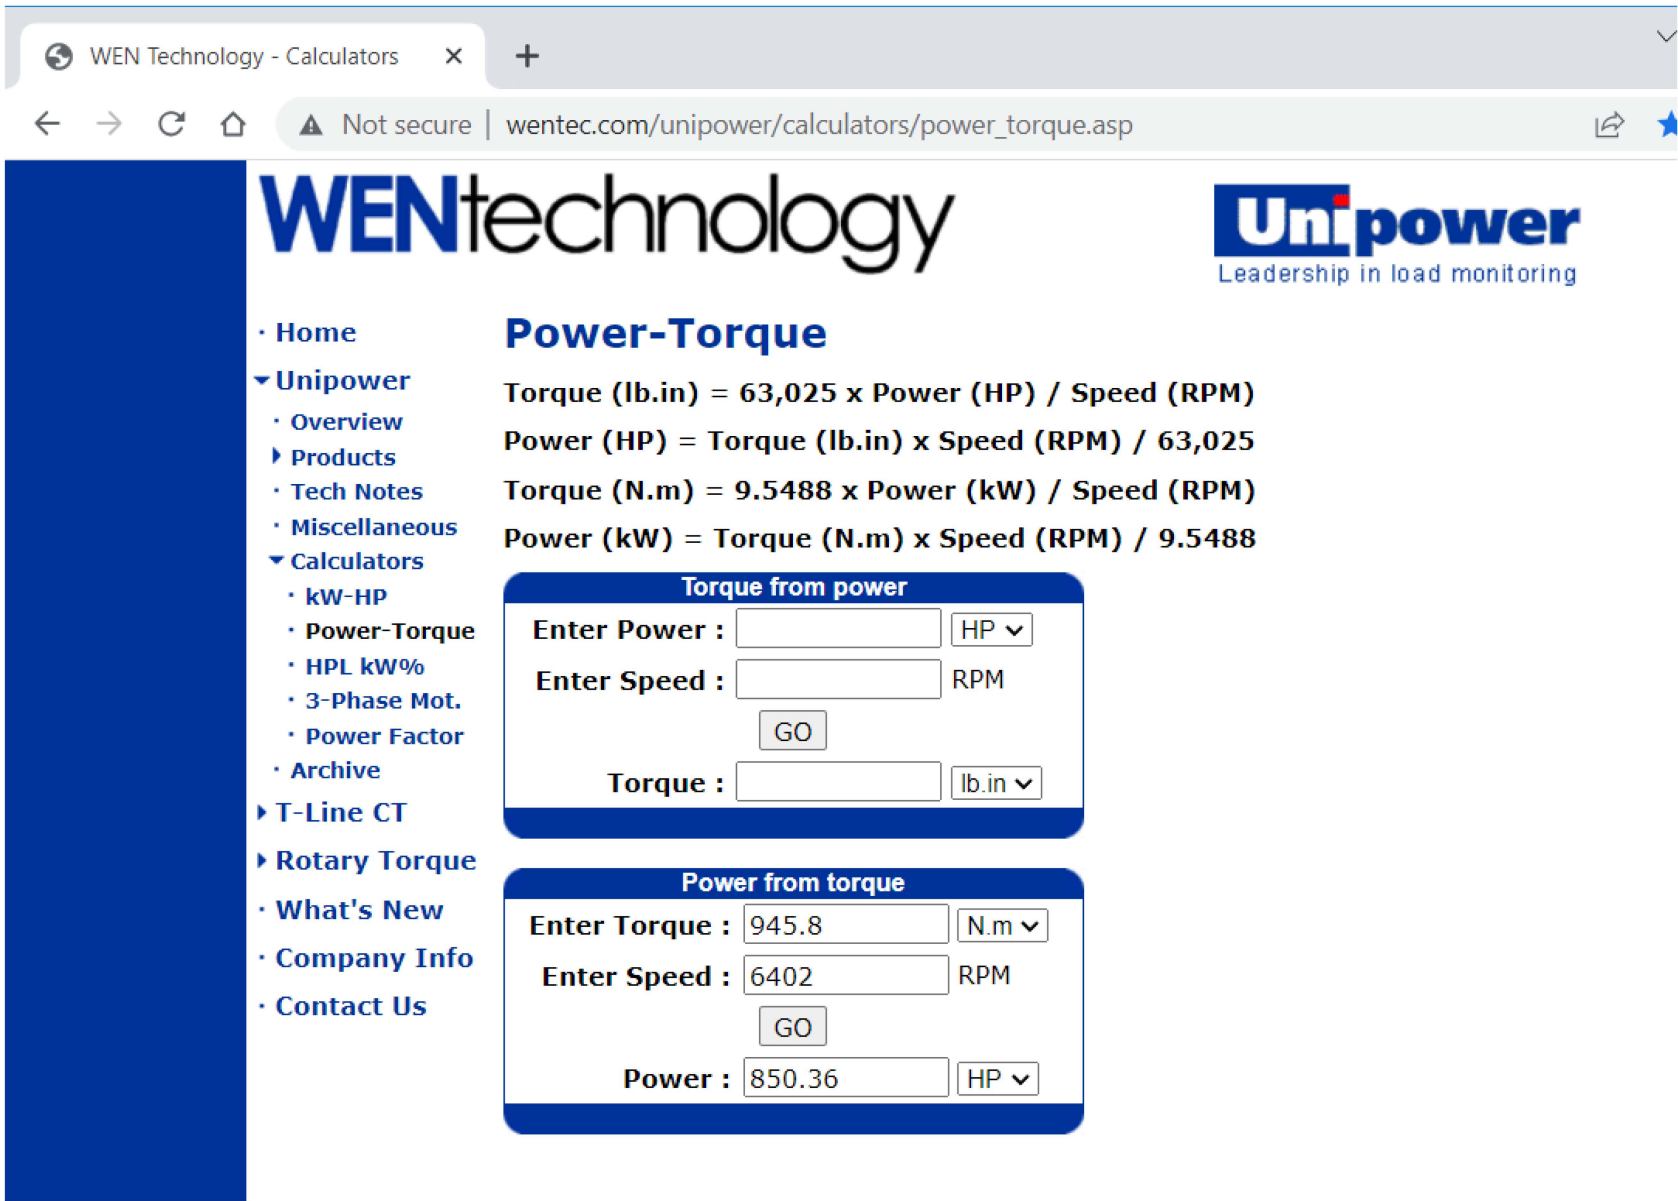 WEN Technology - Calculators
Not secure | wentec.com/unipower/calculators/power_torque.asp
WENtechnology
Unipower
Leadership in load monitoring
Home
Unipower
Overview
Products
Tech Notes
Miscellaneous
Calculators
kW-HP
Power-Torque
HPL kW%
3-Phase Mot.
Power Factor
Archive
T-Line CT
Rotary Torque
What's New
Company Info
Contact Us
Power-Torque
Torque (lb.in) = 63,025 x Power (HP) / Speed (RPM)
Power (HP) = Torque (lb.in) x Speed (RPM) / 63,025
Torque (N.m) = 9.5488 x Power (kW) / Speed (RPM)
Power (kW) = Torque (N.m) x Speed (RPM) / 9.5488
Torque from power
Enter Power : HP
Enter Speed : RPM
GO
Torque : lb.in
Power from torque
Enter Torque : 945.8 N.m
Enter Speed : 6402 RPM
GO
Power : 850.36 HP